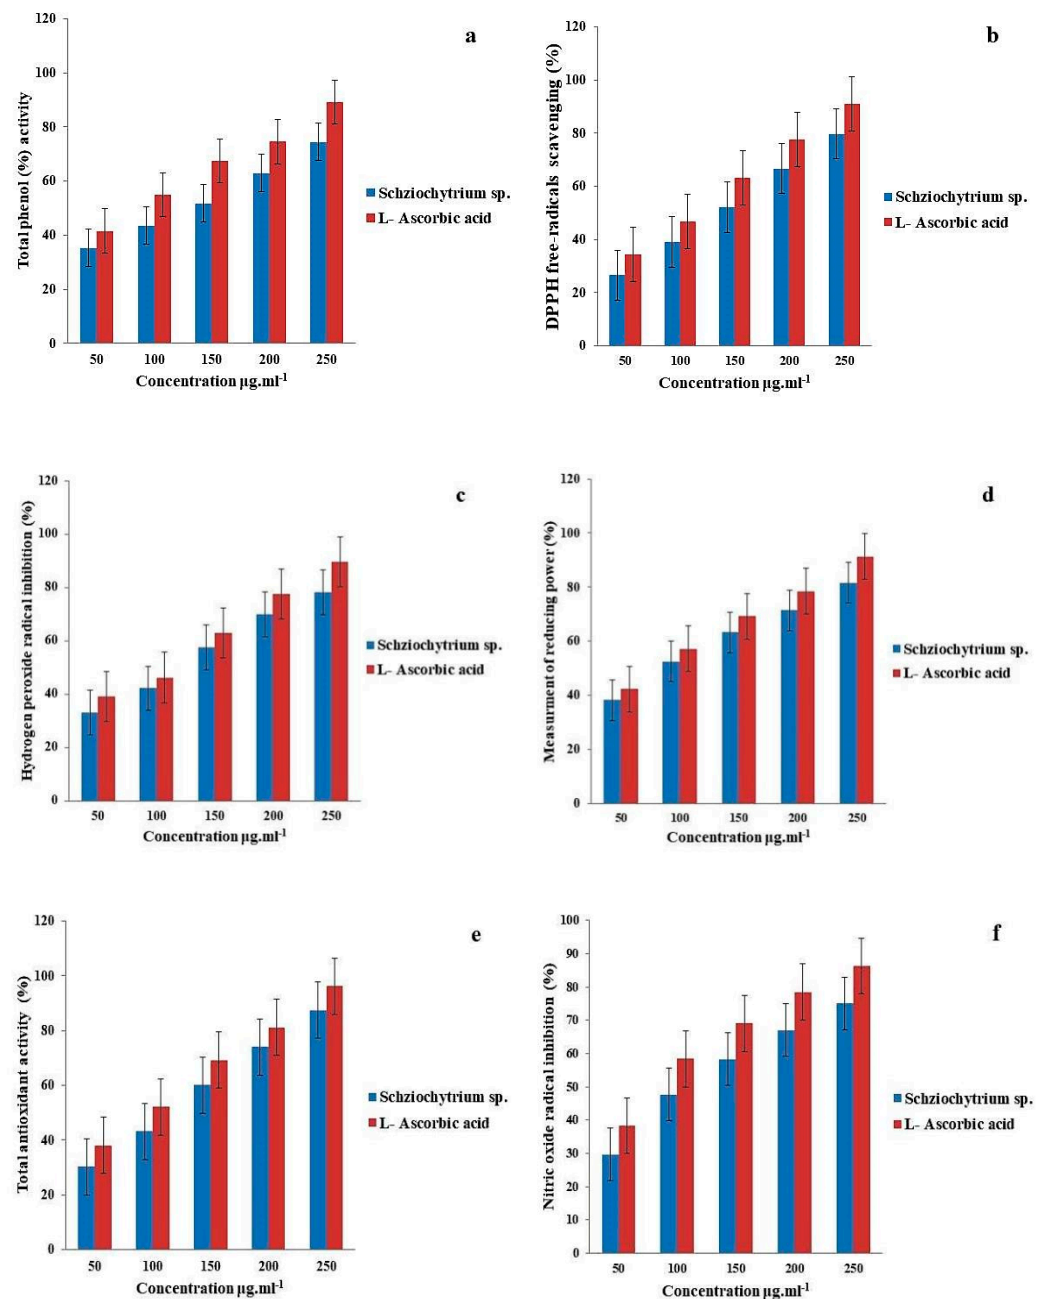 a
Total phenol (%) activity
120
100
80
60
40
20
0
50 100 150 200 250
Concentration µg.ml-1
Schziochytrium sp.
L- Ascorbic acid
b
DPPH free-radicals scavenging (%)
120
100
80
60
40
20
0
50 100 150 200 250
Concentration µg.ml-1
Schziochytrium sp.
L- Ascorbic acid
c
Hydrogen peroxide radical inhibition (%)
120
100
80
60
40
20
0
50 100 150 200 250
Concentration µg.ml-1
Schziochytrium sp.
L- Ascorbic acid
d
Measurment of reducing power (%)
120
100
80
60
40
20
0
50 100 150 200 250
Concentration µg.ml-1
Schziochytrium sp.
L- Ascorbic acid
e
Total antioxidant activity (%)
120
100
80
60
40
20
0
50 100 150 200 250
Concentration µg.ml-1
Schziochytrium sp.
L- Ascorbic acid
f
Nitric oxide radical inhibition (%)
100
90
80
70
60
50
40
30
20
10
0
50 100 150 200 250
Concentration µg.ml-1
Schziochytrium sp.
L- Ascorbic acid